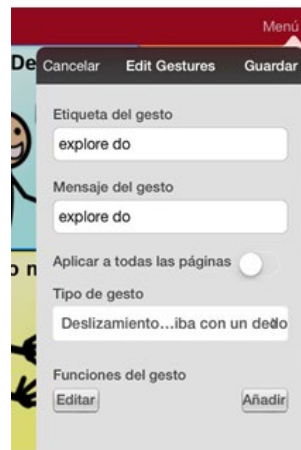 Menú
De
Cancelar Edit Gestures Guardar
Etiqueta del gesto
explore do
Mensaje del gesto
explore do
o n
Aplicar a todas las páginas
Tipo de gesto
Deslizamiento...iba con un dedo
Funciones del gesto
Editar Añadir